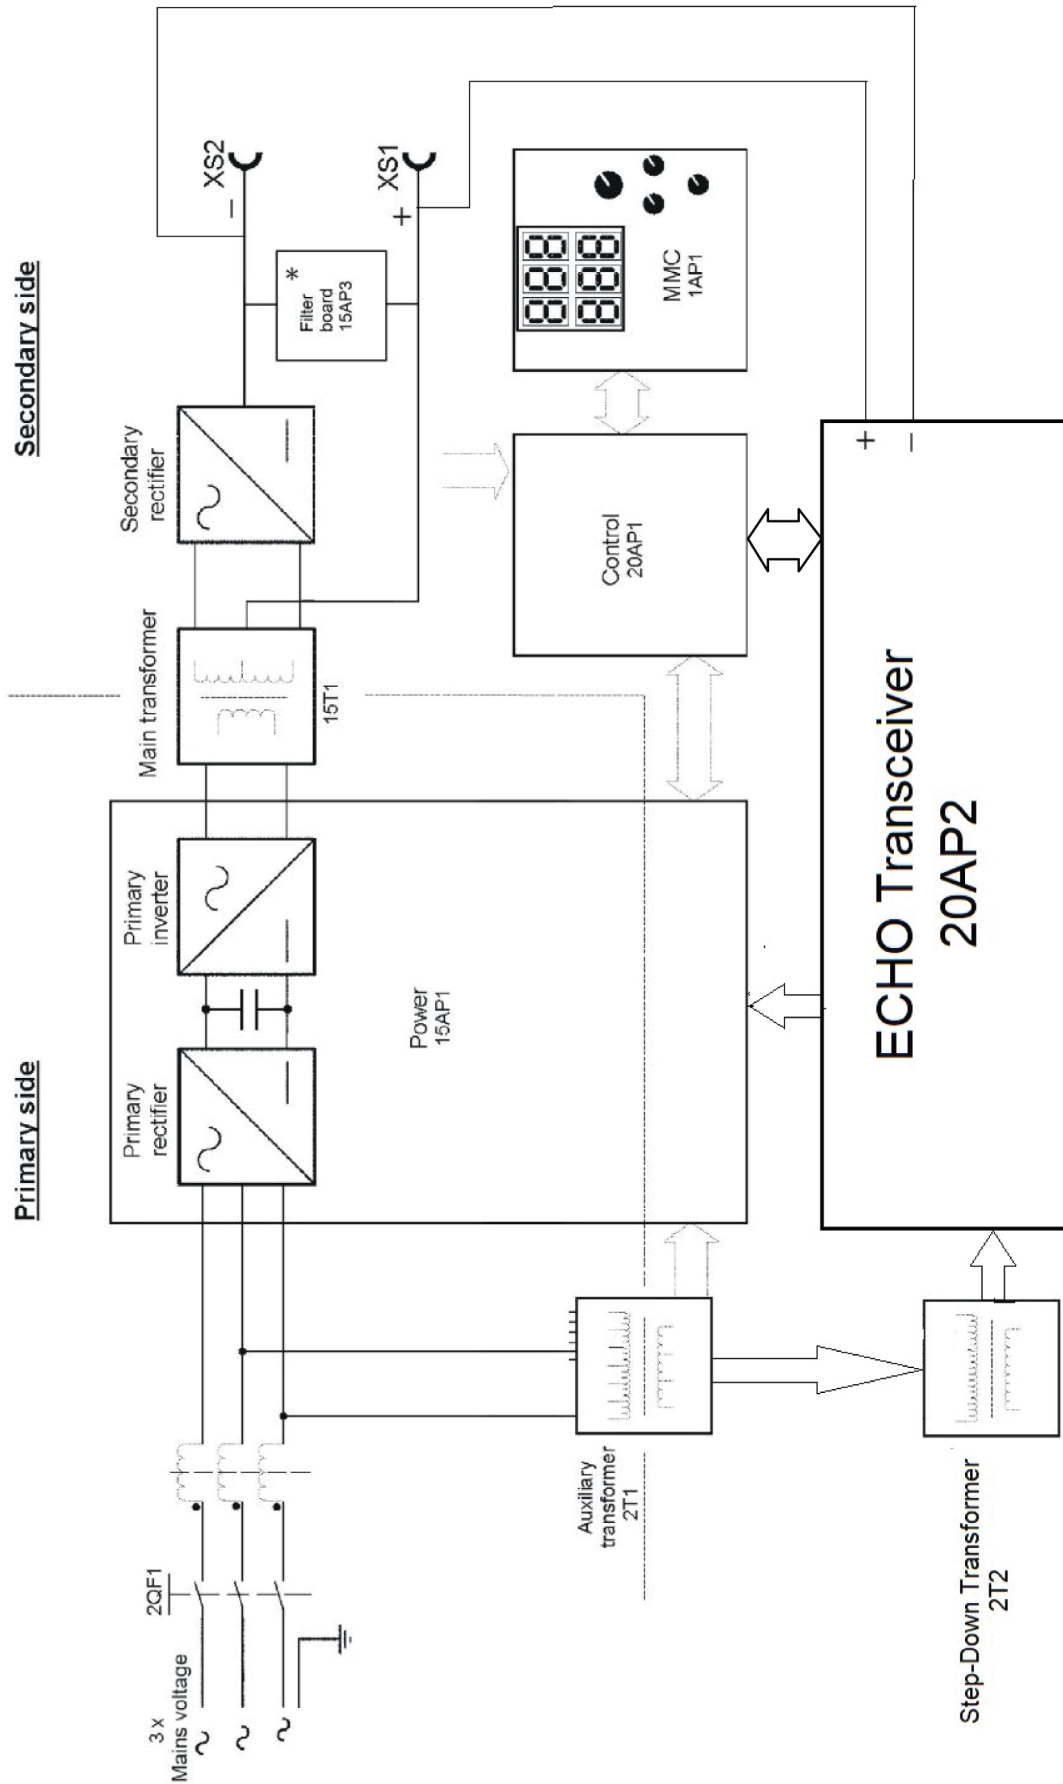 Primary side
Secondary side
3 x
Mains voltage
2QF1
Primary
rectifier
Primary
inverter
Main transformer
15T1
Secondary
rectifier
XS2
−
*
Filter
board
15AP3
XS1
+
Power
15AP1
Control
20AP1
888
888
MMC
1AP1
Auxiliary
transformer
2T1
+
−
ECHO Transceiver
20AP2
Step-Down Transformer
2T2